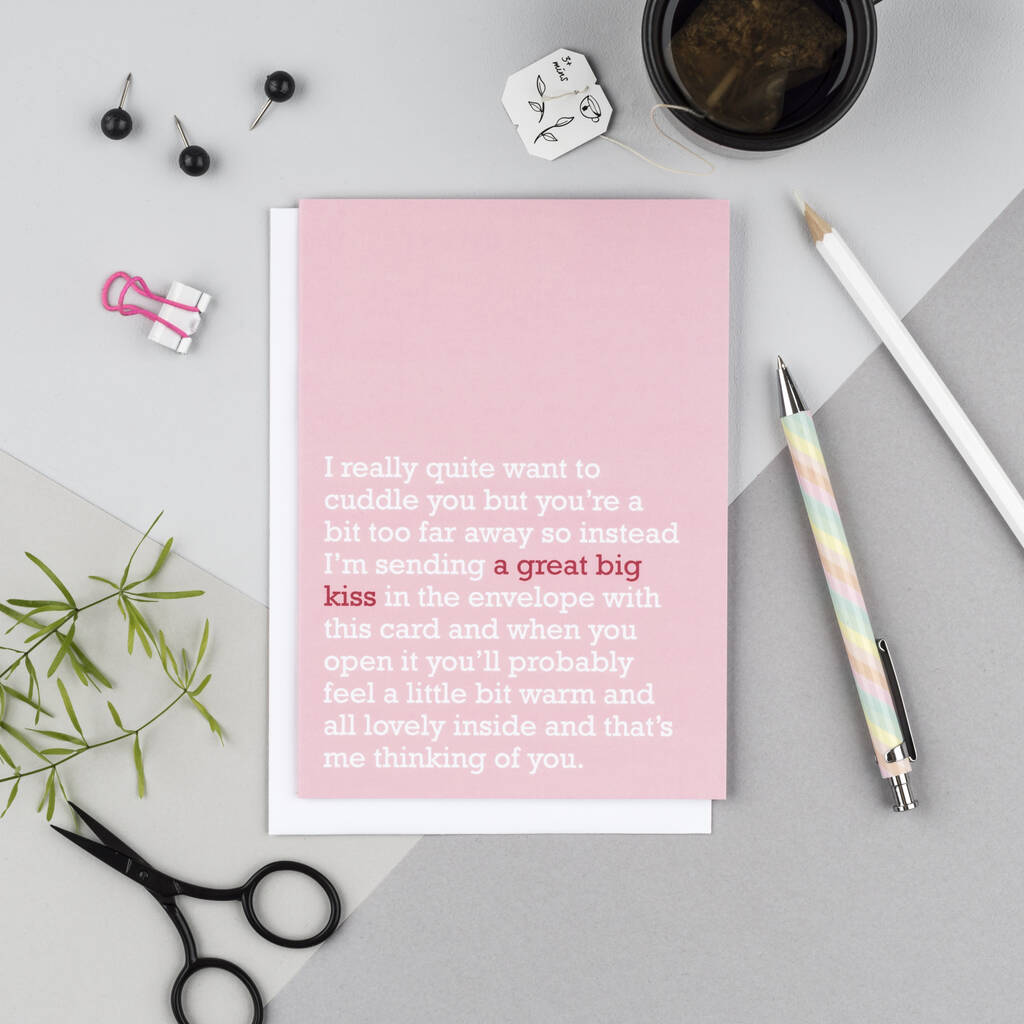 3+
mins
I really quite want to
cuddle you but you’re a
bit too far away so instead
I’m sending a great big
kiss in the envelope with
this card and when you
open it you’ll probably
feel a little bit warm and
all lovely inside and that’s
me thinking of you.